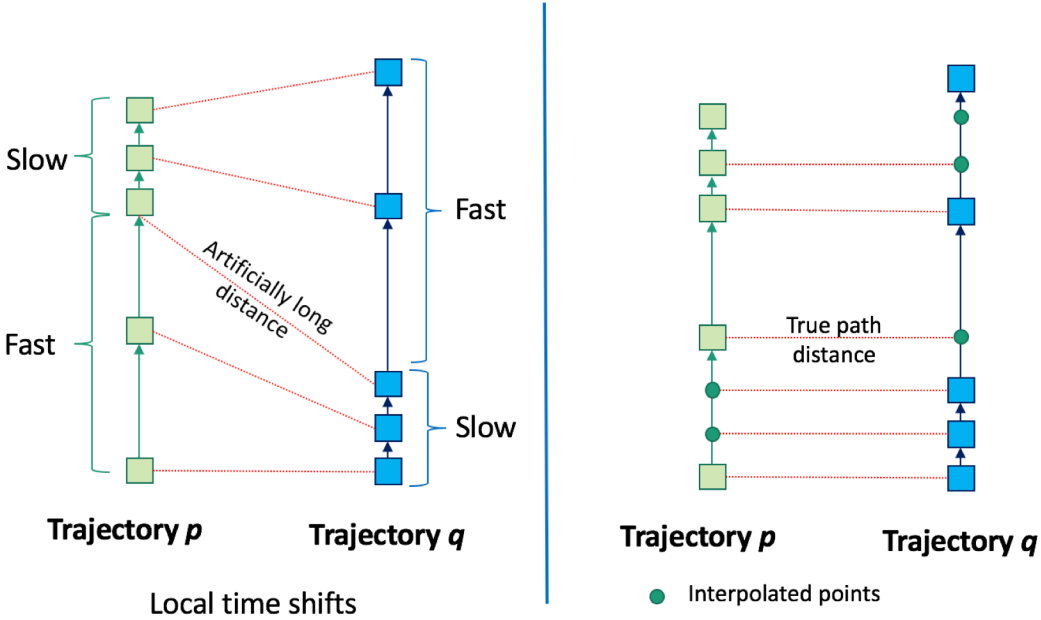 Slow
Fast
Artificially long
distance
Fast
Slow
Trajectory p
Trajectory q
Local time shifts
True path
distance
Trajectory p
Trajectory q
Interpolated points